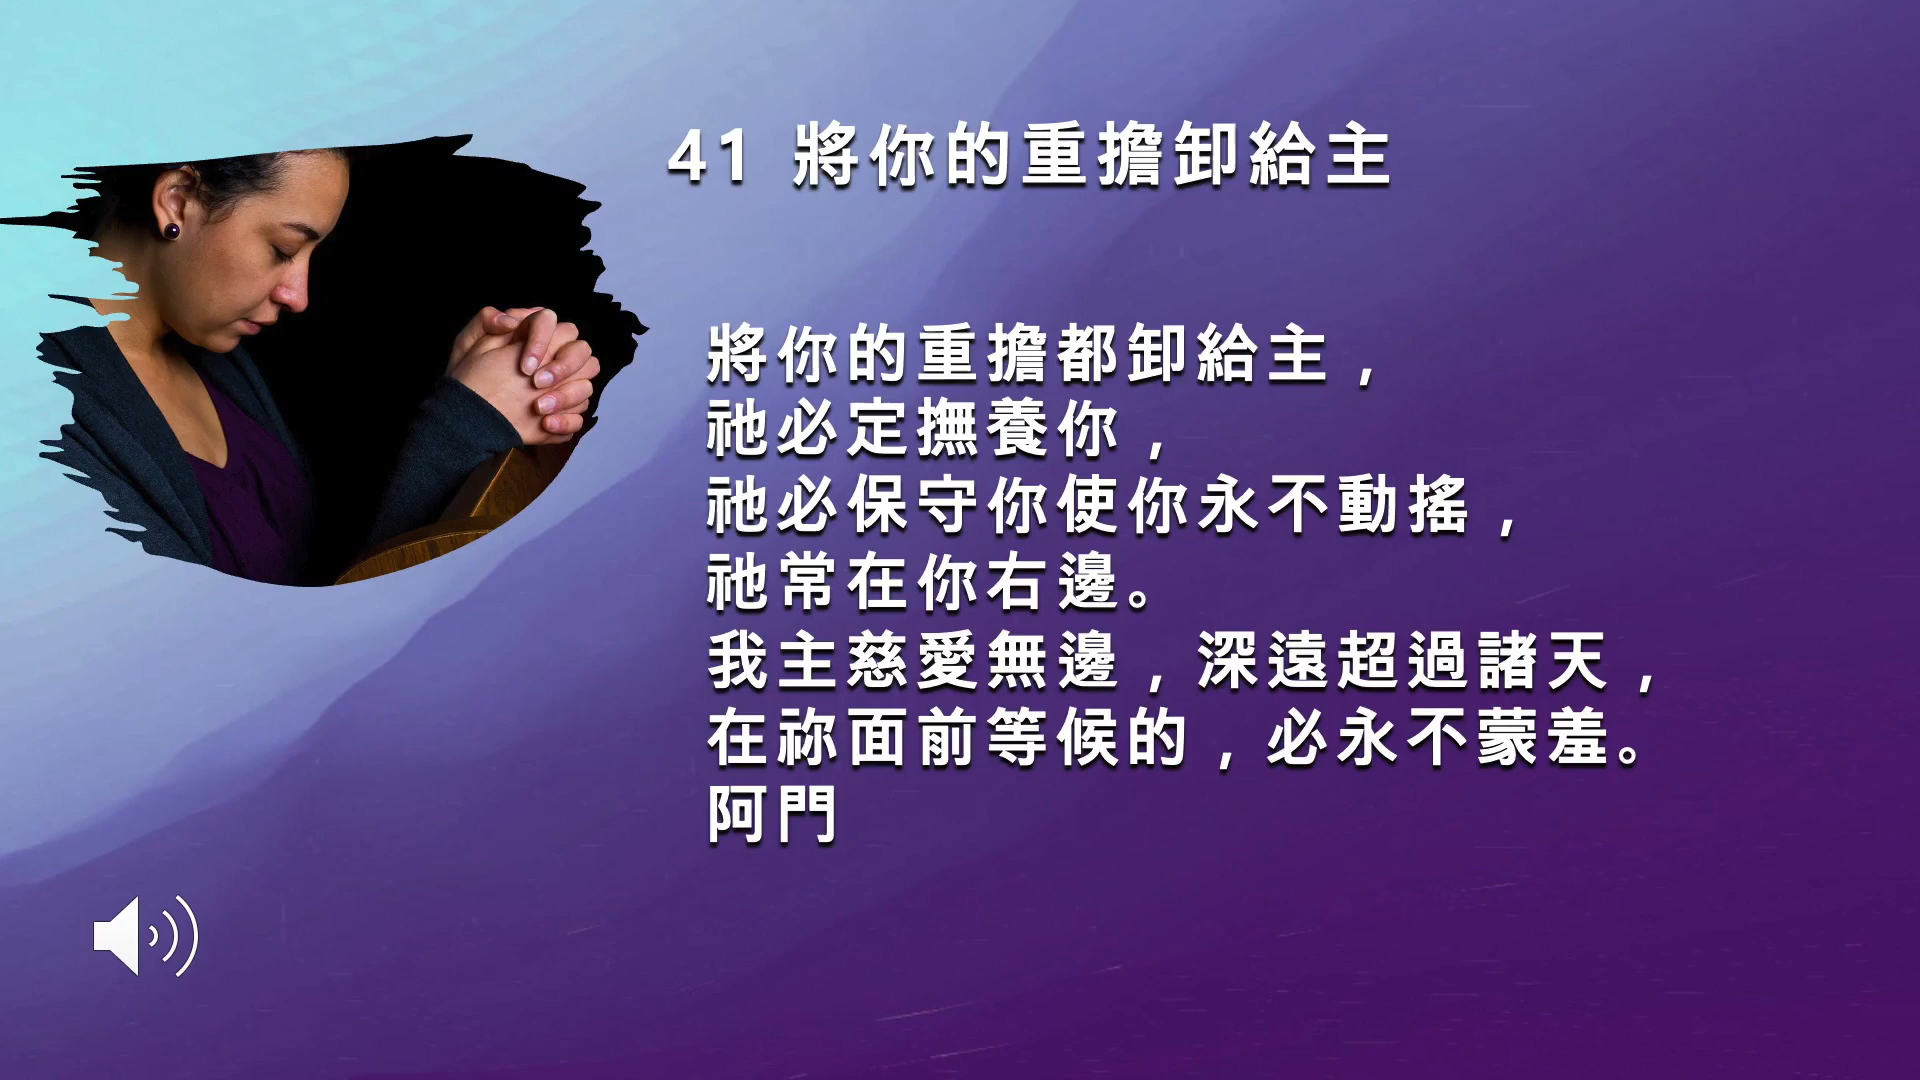 41 將你的重擔卸給主
將你的重擔都卸給主，
祂必定撫養你，
祂必保守你使你永不動搖，
祂常在你右邊。
我主慈愛無邊，深遠超過諸天，
在祢面前等候的，必永不蒙羞。
阿門